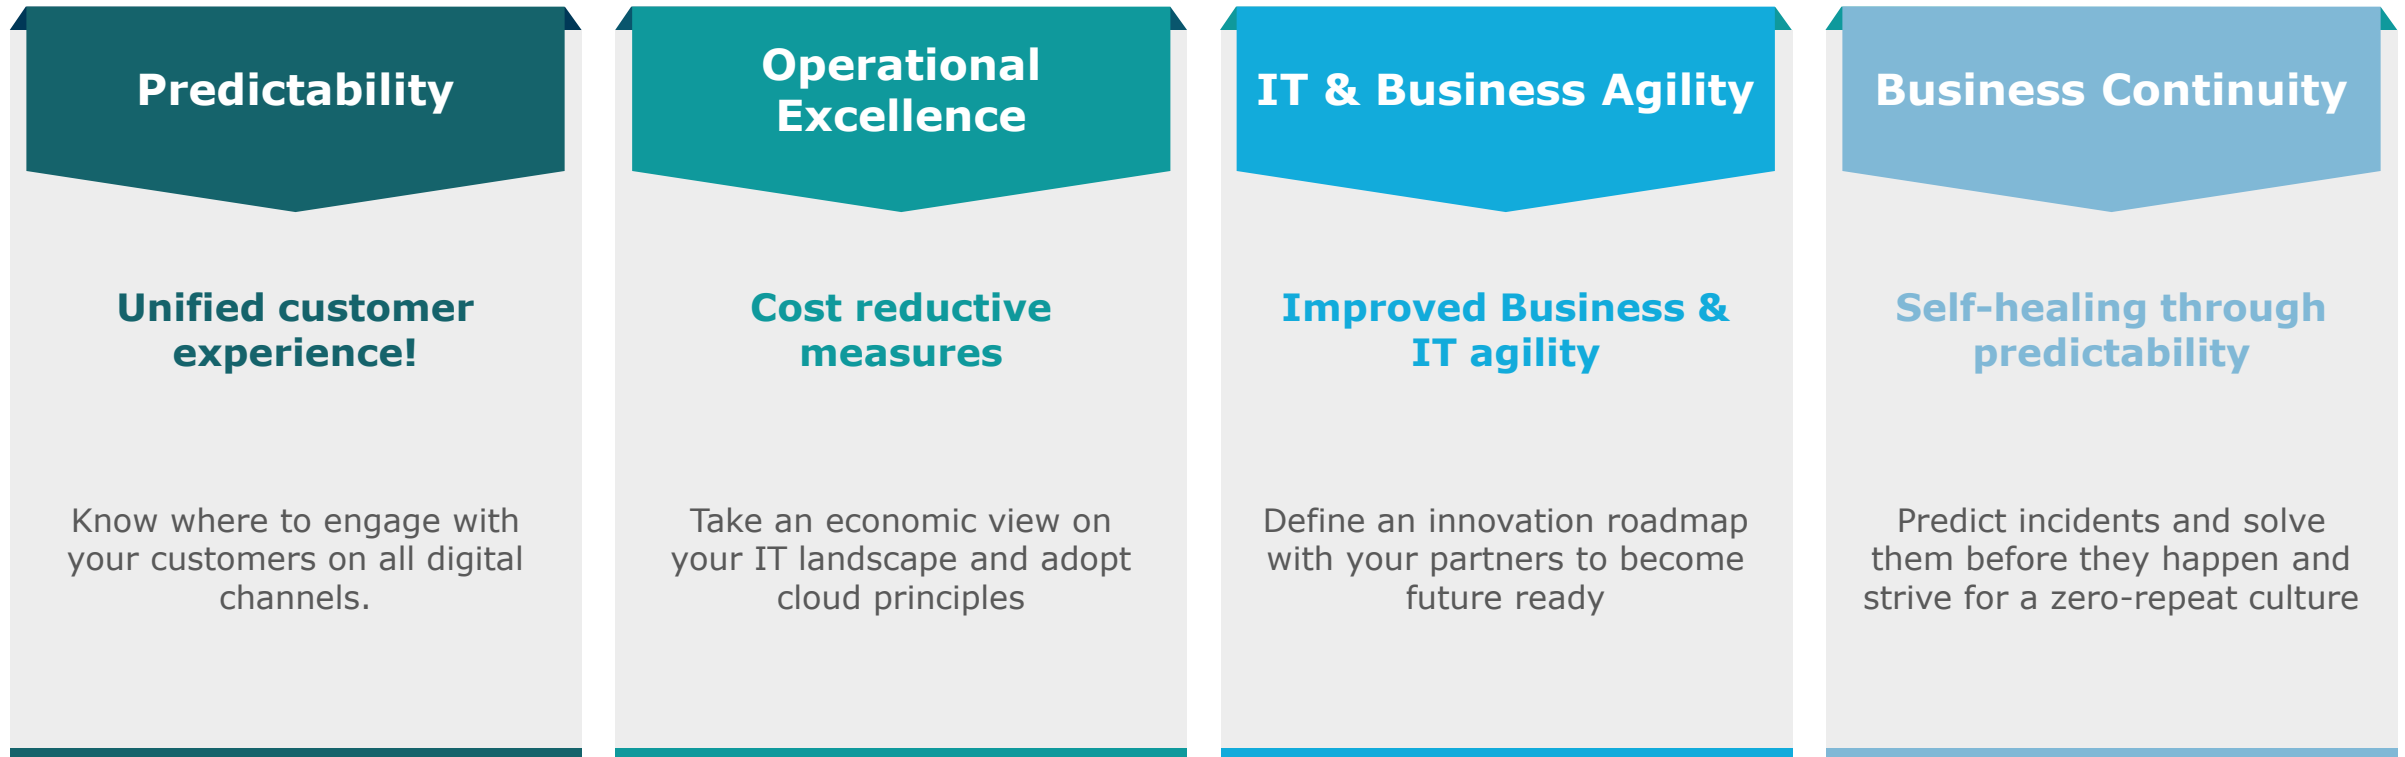 Predictability
Unified customer
experience!
Know where to engage with
your customers on all digital
channels.
Operational
Excellence
Cost reductive
measures
Take an economic view on
your IT landscape and adopt
cloud principles
IT & Business Agility
Improved Business &
IT agility
Define an innovation roadmap
with your partners to become
future ready
Business Continuity
Self-healing through
predictability
Predict incidents and solve
them before they happen and
strive for a zero-repeat culture